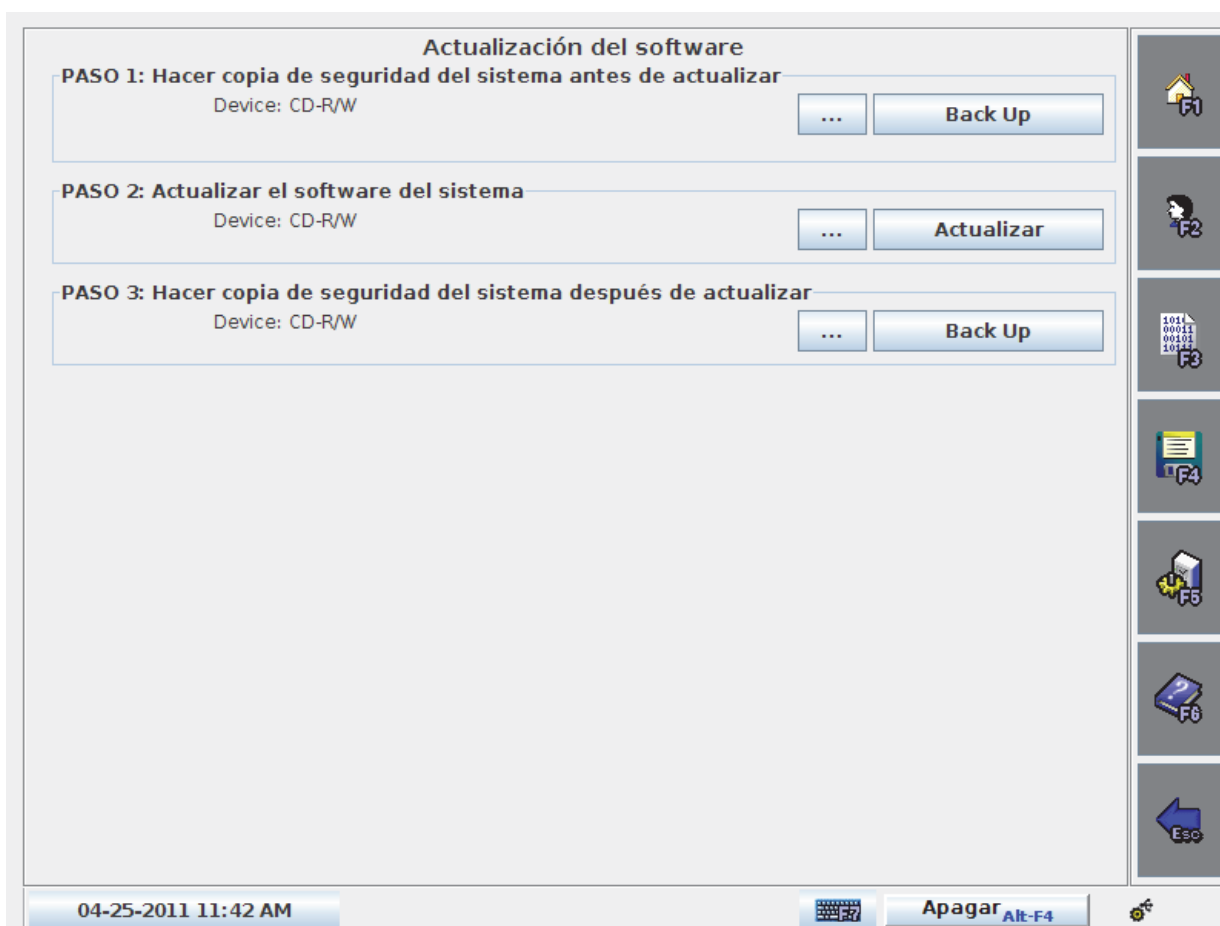 Actualización del software
PASO 1: Hacer copia de seguridad del sistema antes de actualizar
Device: CD-R/W
...
Back Up
PASO 2: Actualizar el software del sistema
Device: CD-R/W
...
Actualizar
PASO 3: Hacer copia de seguridad del sistema después de actualizar
Device: CD-R/W
...
Back Up
F1
F2
F3
F4
F5
F6
Esc
04-25-2011 11:42 AM
F7
Apagar Alt-F4